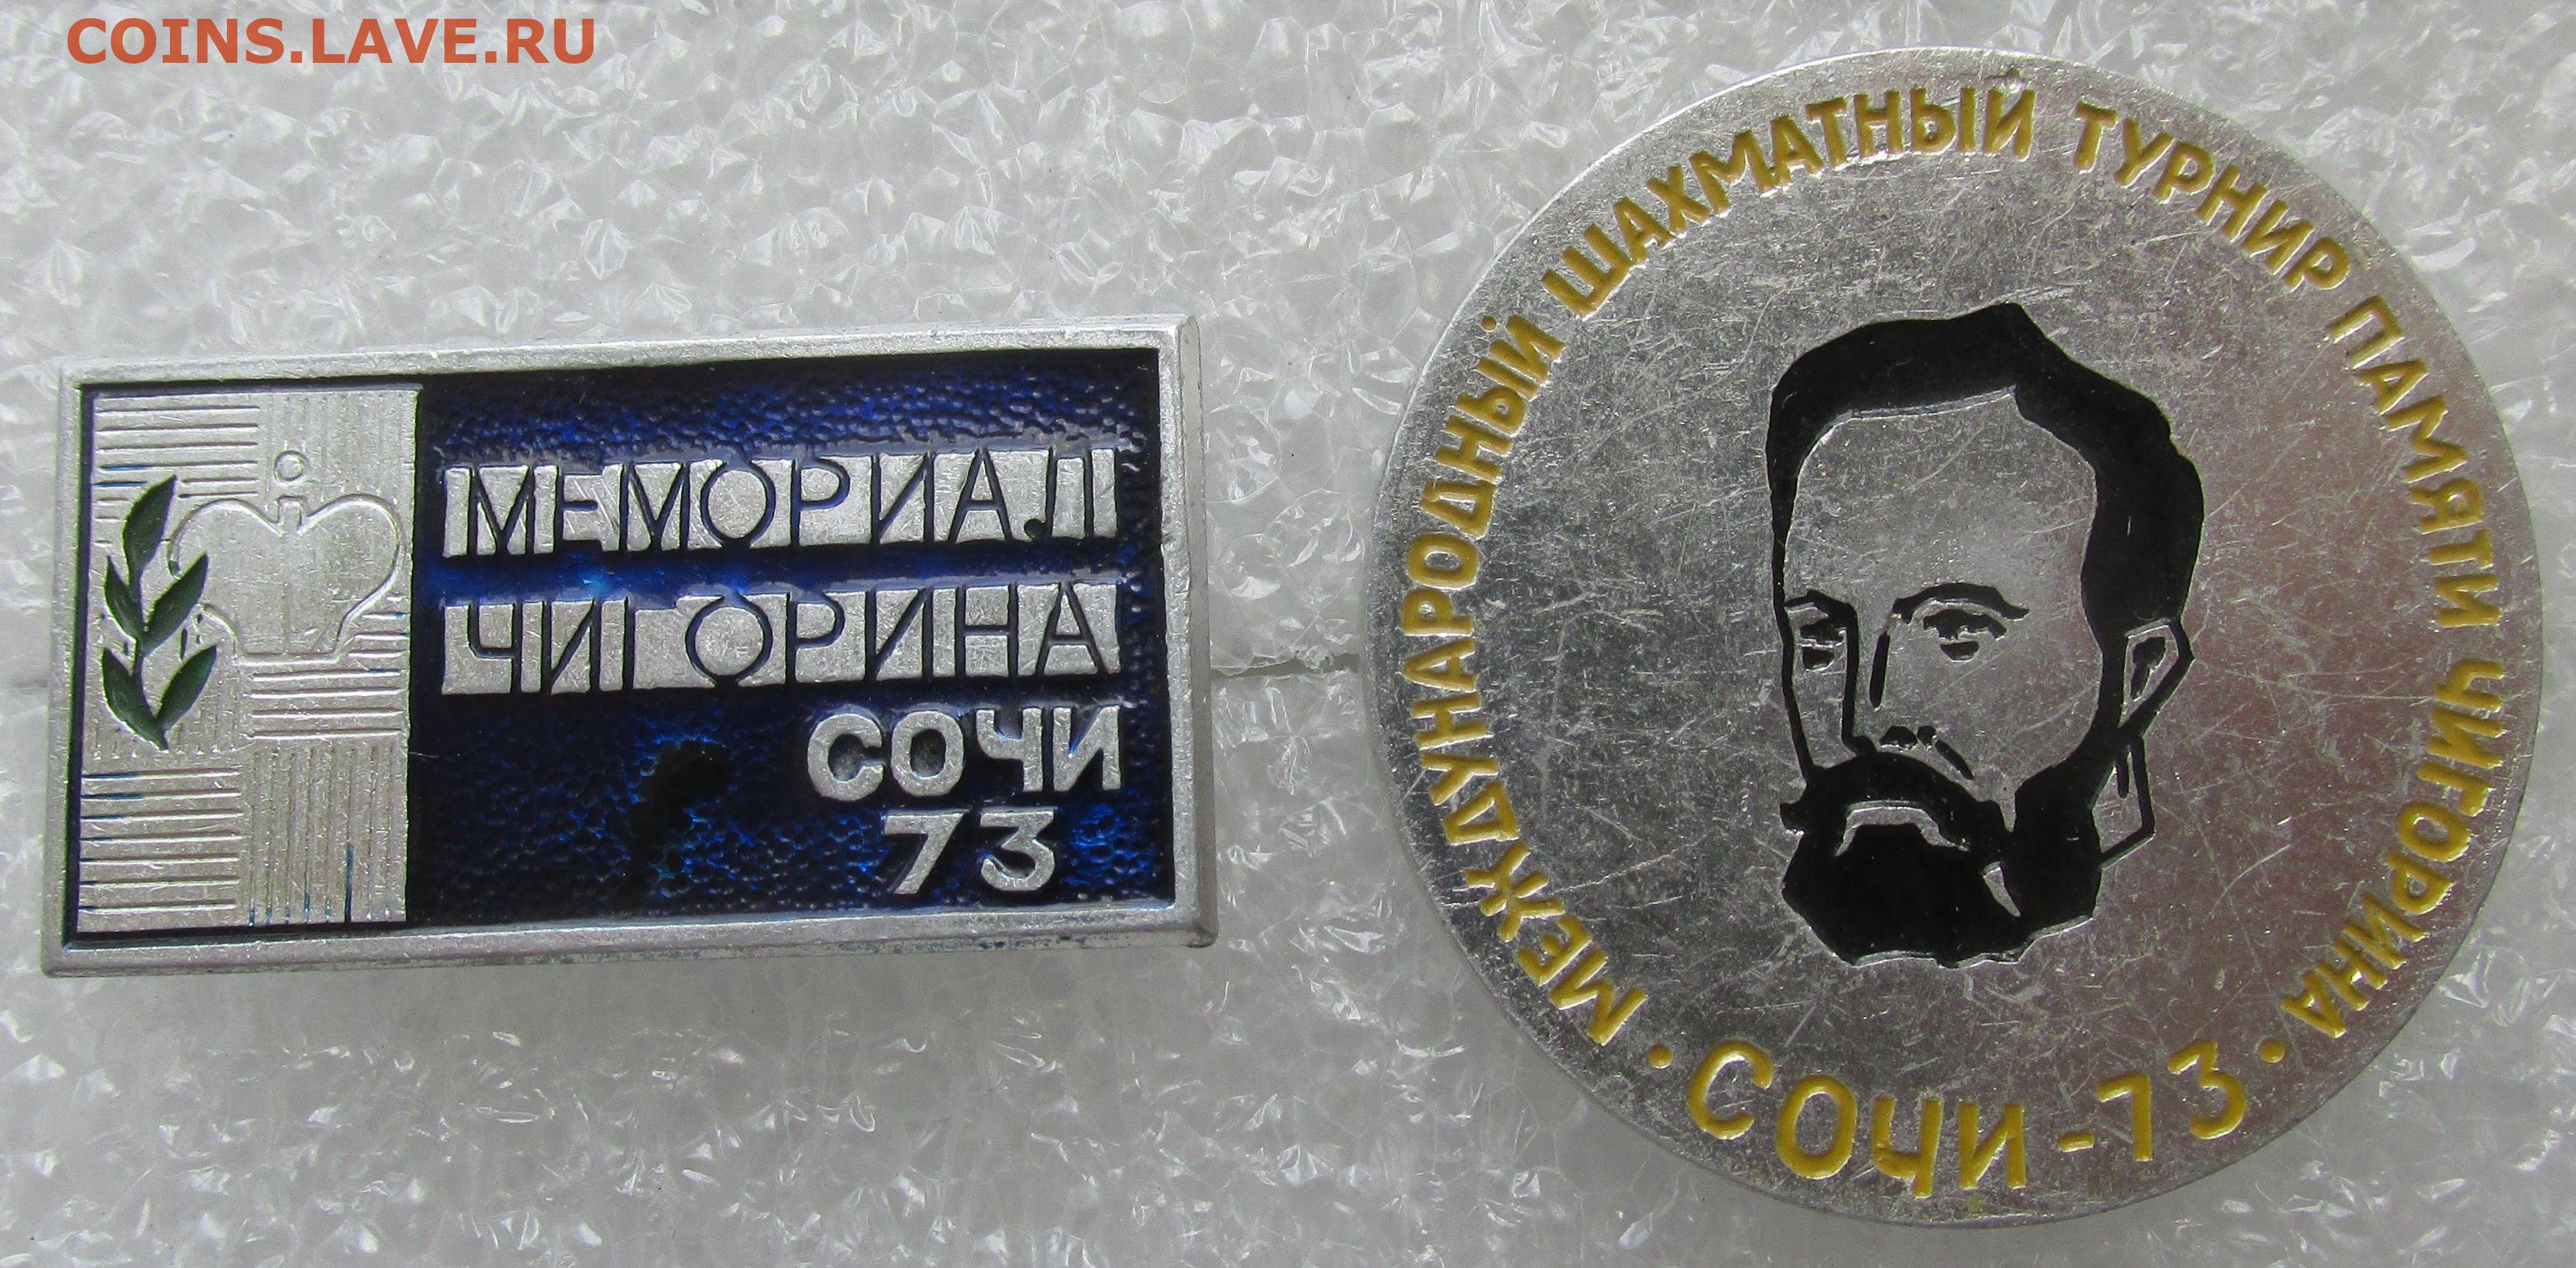 COINS.LAVE.RU
МЕМОРИАЛ
ЧИГОРИНА
СОЧИ
73
МЕЖДУНАРОДНЫЙ ШАХМАТНЫЙ ТУРНИР ПАМЯТИ ЧИГОРИНА
• СОЧИ-73 •